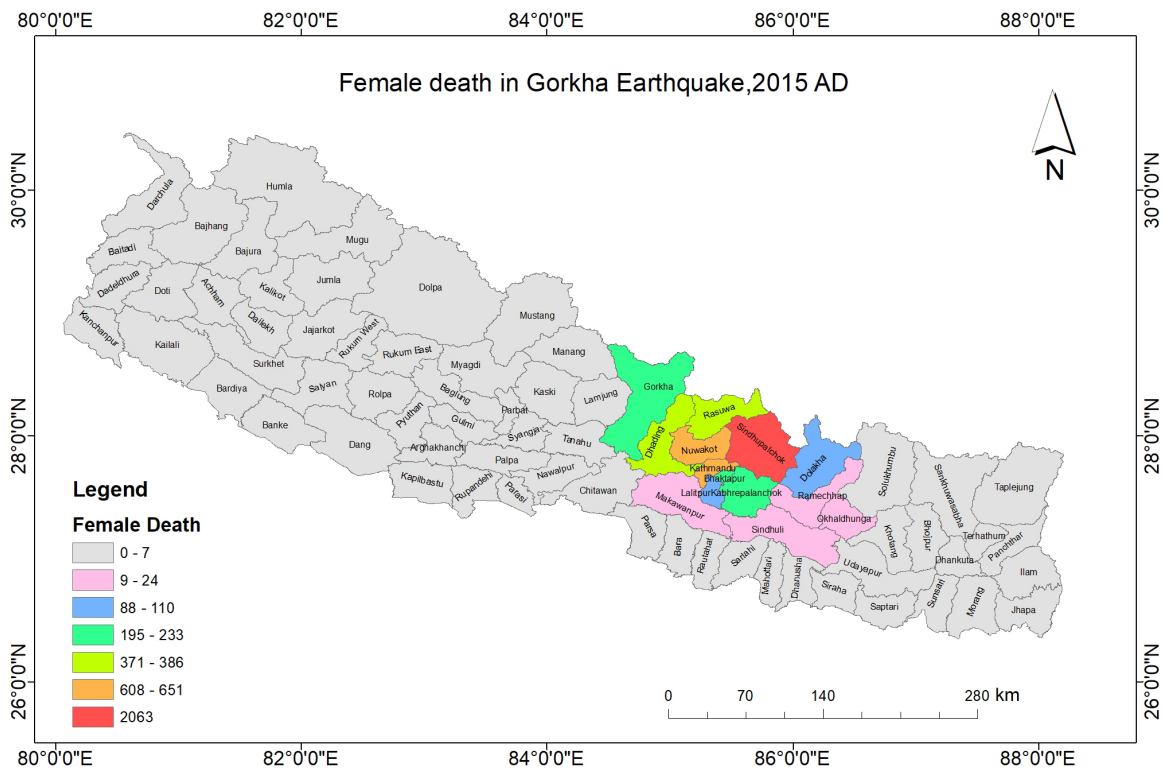 80°0'0"E 82°0'0"E 84°0'0"E 86°0'0"E 88°0'0"E
Female death in Gorkha Earthquake,2015 AD
N
30°0'0"N 30°0'0"N
28°0'0"N 28°0'0"N
26°0'0"N 26°0'0"N
Darchula
Humla
Bajhang
Baitadi
Bajura
Mugu
Dadeldhura
Doti
Achham
Kalikot
Jumla
Dolpa
Kanchanpur
Kailali
Dailekh
Jajarkot
Rukum West
Rukum East
Mustang
Manang
Surkhet
Bardiya
Salyan
Rolpa
Myagdi
Baglung
Parbat
Kaski
Lamjung
Gorkha
Banke
Dang
Pyuthan
Gulmi
Arghakhanchi
Syangja
Tanahu
Palpa
Nawalpur
Kapilbastu
Rupandehi
Parasi
Chitawan
Dhading
Rasuwa
Nuwakot
Sindhupalchok
Kathmandu
Bhaktapur
Lalitpur
Kabhrepalanchok
Dolakha
Ramechhap
Makawanpur
Sindhuli
Okhaldhunga
Solukhumbu
Sankhuwasabha
Taplejung
Parsa
Bara
Rautahat
Sarlahi
Mahottari
Dhanusha
Siraha
Udayapur
Khotang
Bhojpur
Terhathum
Panchthar
Dhankuta
Ilam
Saptari
Sunsari
Morang
Jhapa
Legend
Female Death
0 - 7
9 - 24
88 - 110
195 - 233
371 - 386
608 - 651
2063
0 70 140 280 km
80°0'0"E 82°0'0"E 84°0'0"E 86°0'0"E 88°0'0"E